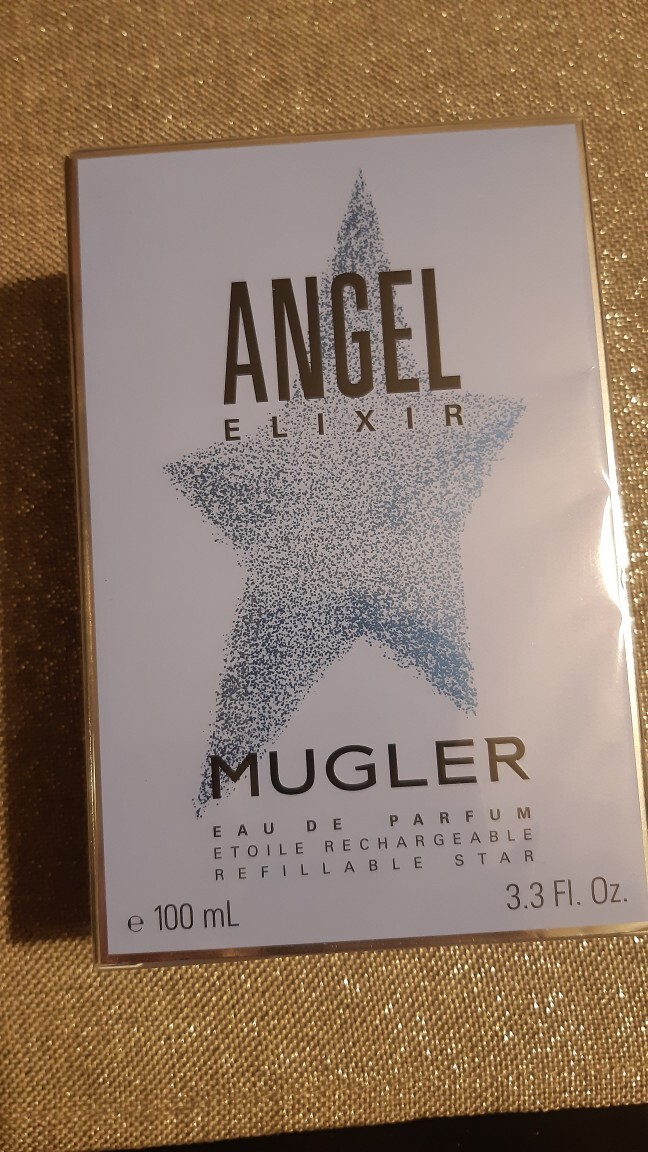 ANGEL
ELIXIR
MUGLER
EAU DE PARFUM
ETOILE RECHARGEABLE
REFILLABLE STAR
℮ 100 mL
3.3 Fl. Oz.